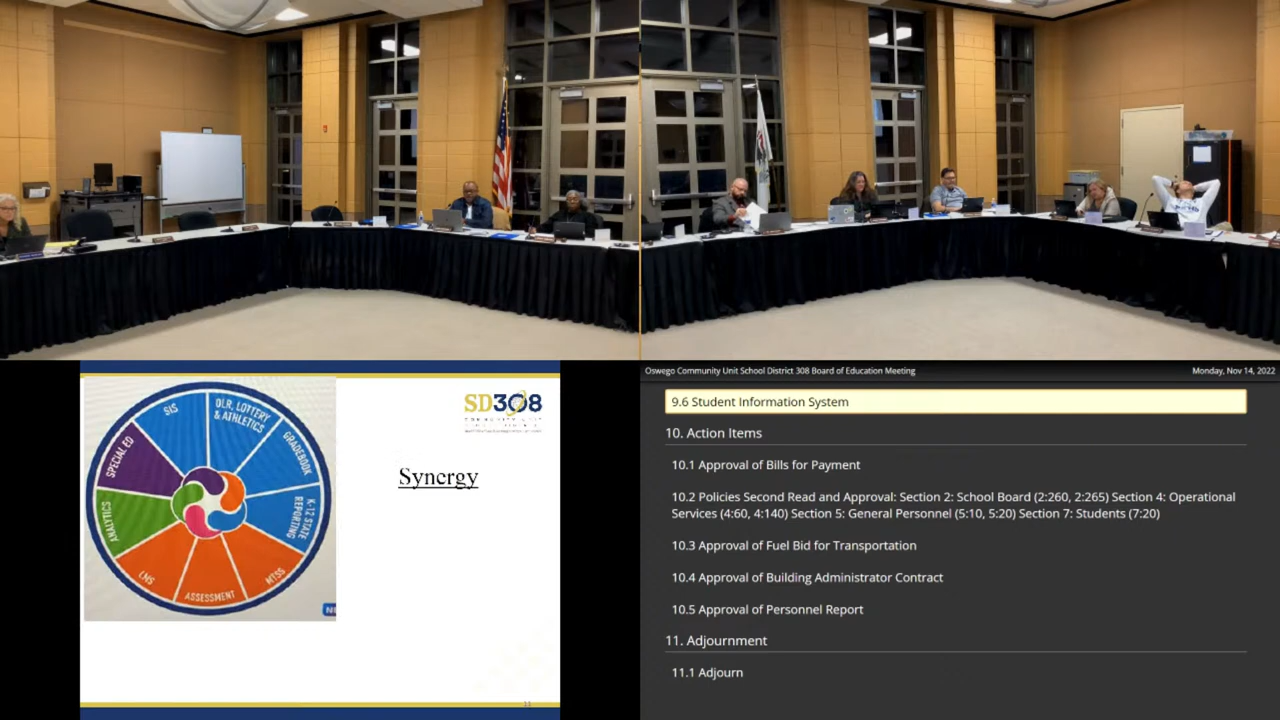 SIS
OLR, LOTTERY
& ATHLETICS
GRADEBOOK
K-12 STATE
REPORTING
MTSS
ASSESSMENT
LMS
ANALYTICS
SPECIAL ED
SD308
Synergy
11
Oswego Community Unit School District 308 Board of Education Meeting
Monday, Nov 14, 2022
9.6 Student Information System
10. Action Items
10.1 Approval of Bills for Payment
10.2 Policies Second Read and Approval: Section 2: School Board (2:260, 2:265) Section 4: Operational
Services (4:60, 4:140) Section 5: General Personnel (5:10, 5:20) Section 7: Students (7:20)
10.3 Approval of Fuel Bid for Transportation
10.4 Approval of Building Administrator Contract
10.5 Approval of Personnel Report
11. Adjournment
11.1 Adjourn